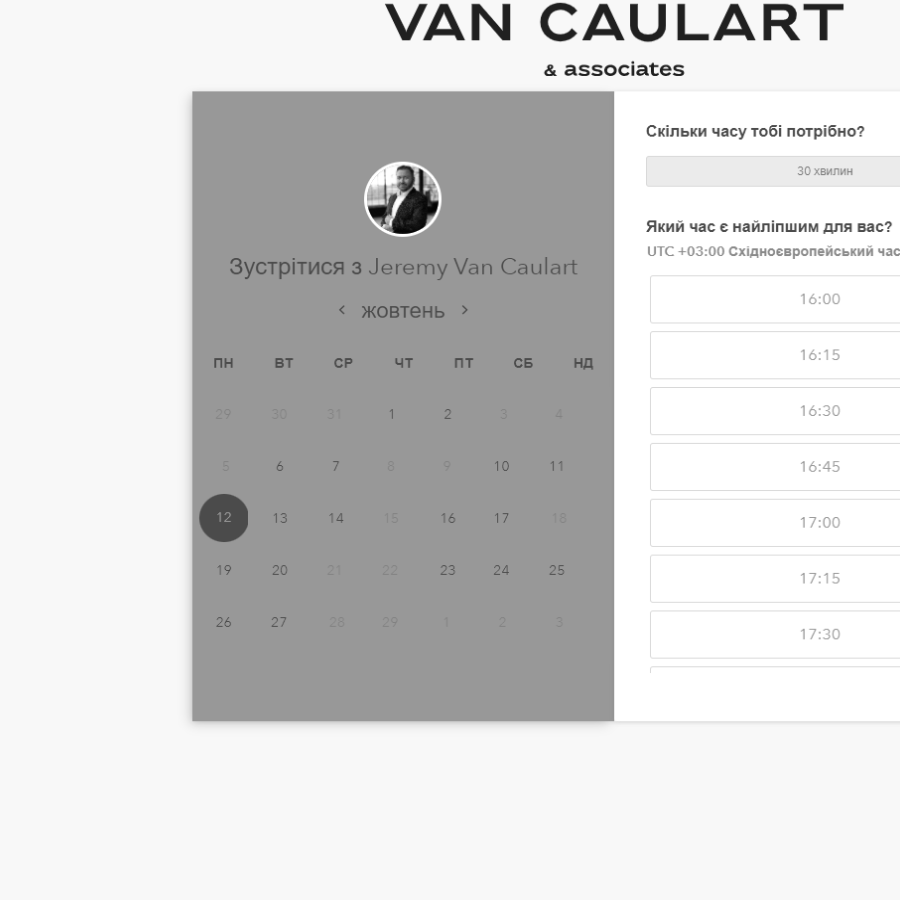 VAN CAULART
& associates
Зустрітися з Jeremy Van Caulart
жовтень
ПН ВТ СР ЧТ ПТ СБ НД
29 30 31 1 2 3 4
5 6 7 8 9 10 11
12 13 14 15 16 17 18
19 20 21 22 23 24 25
26 27 28 29 1 2 3
Скільки часу тобі потрібно?
30 хвилин
Який час є найліпшим для вас?
UTC +03:00 Східноєвропейський час
16:00
16:15
16:30
16:45
17:00
17:15
17:30